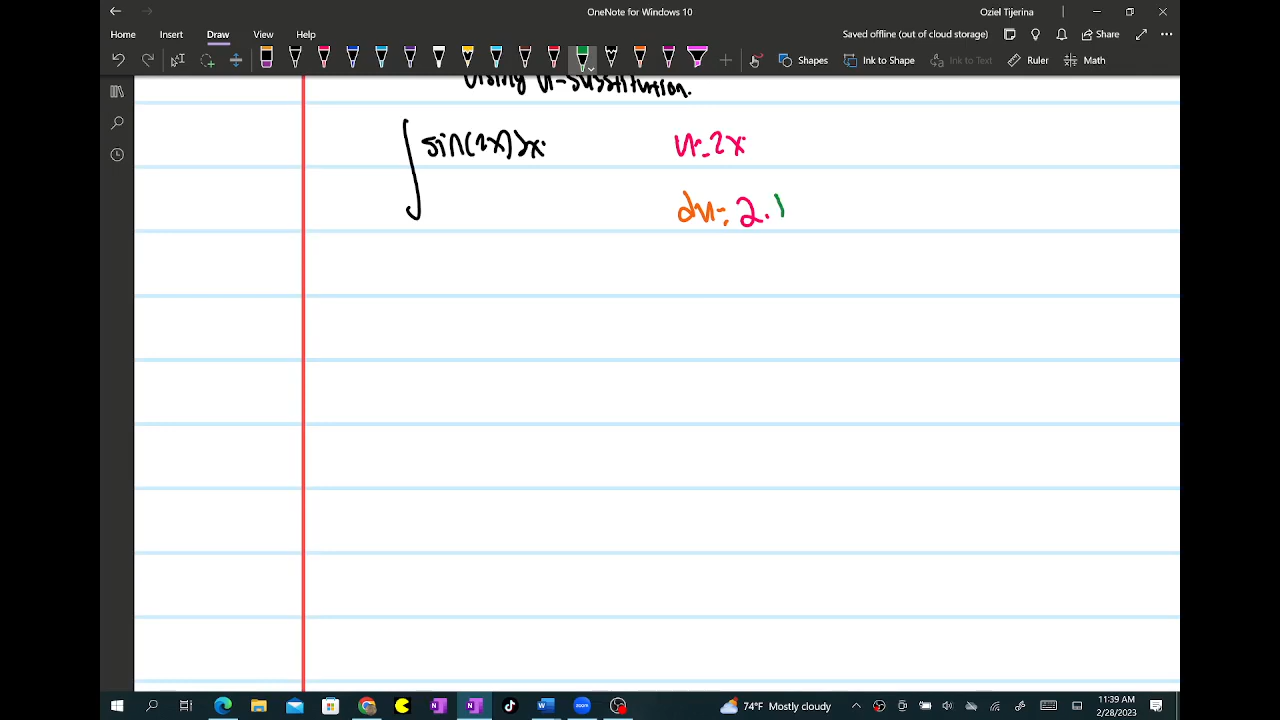 OneNote for Windows 10
Oziel Tijerina
Home Insert Draw View Help
Saved offline (out of cloud storage)
Share
Shapes
Ink to Shape
Ink to Text
Ruler
Math
using u-substitution.
∫ sin(2x)dx
u=2x
du= 2.1
74°F Mostly cloudy
11:39 AM
2/28/2023